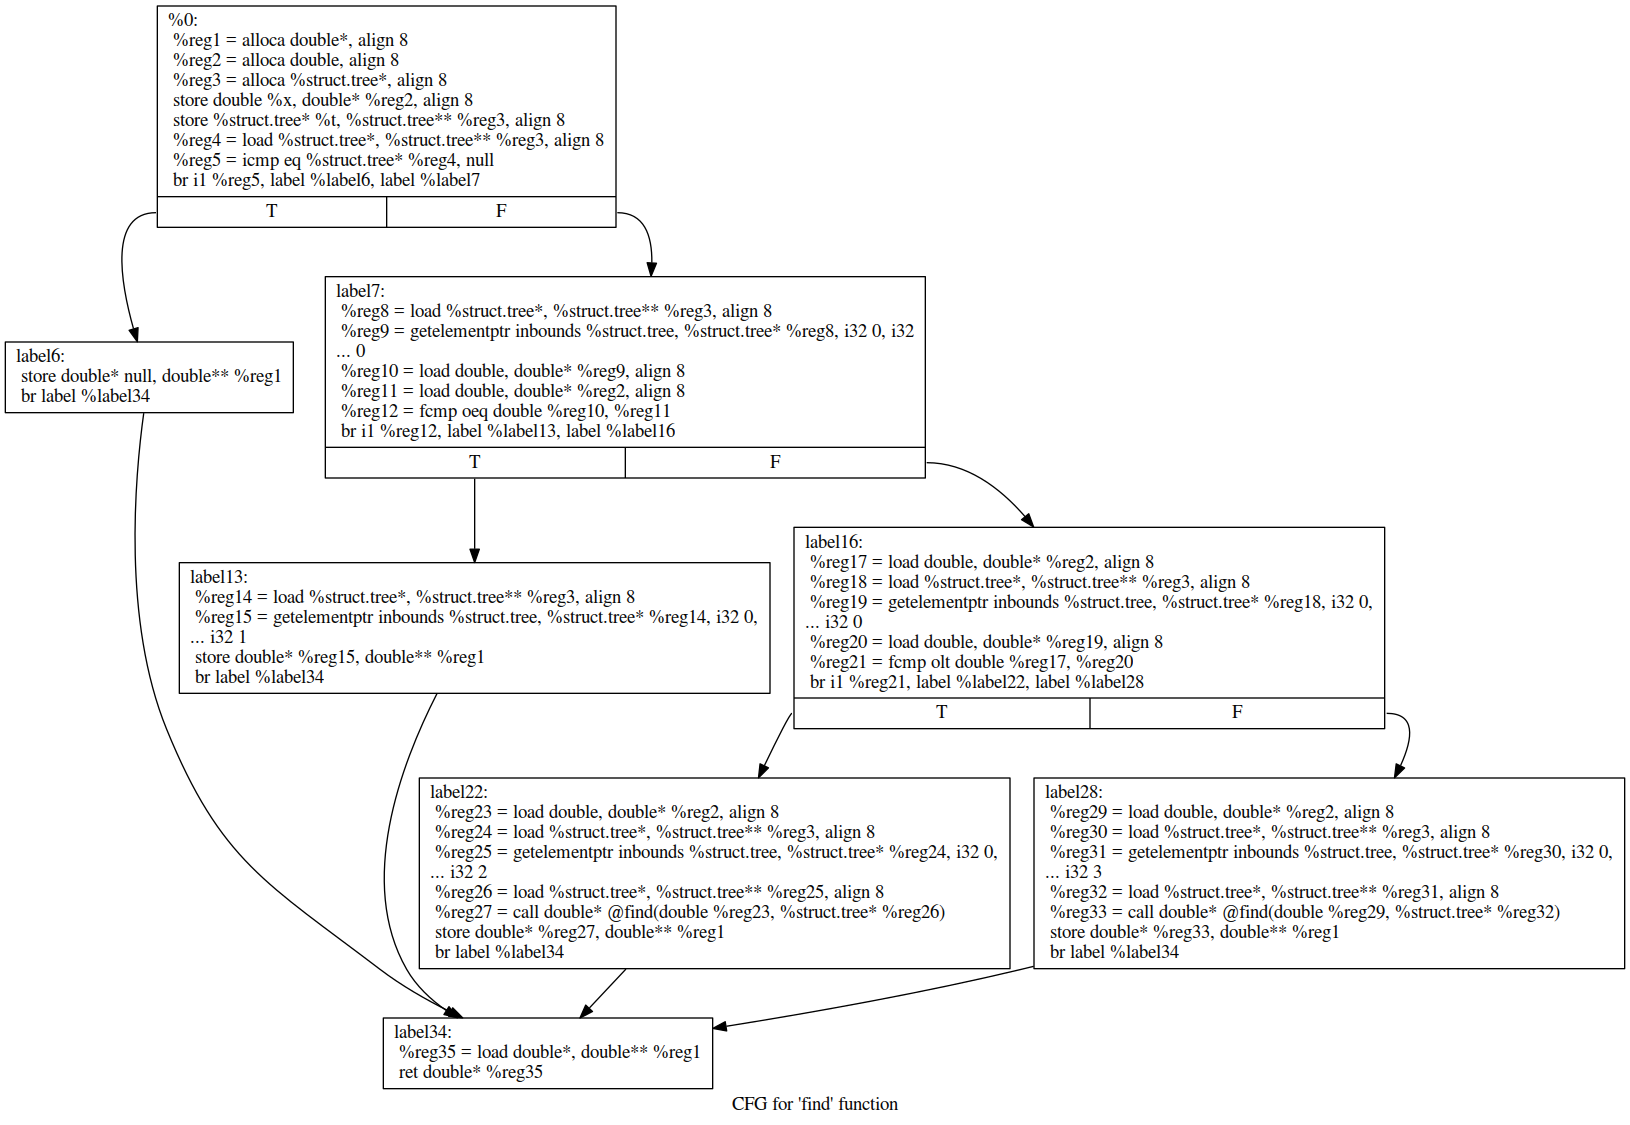 %0:
%reg1 = alloca double*, align 8
%reg2 = alloca double, align 8
%reg3 = alloca %struct.tree*, align 8
store double %x, double* %reg2, align 8
store %struct.tree* %t, %struct.tree** %reg3, align 8
%reg4 = load %struct.tree*, %struct.tree** %reg3, align 8
%reg5 = icmp eq %struct.tree* %reg4, null
br i1 %reg5, label %label6, label %label7
T
F
label7:
%reg8 = load %struct.tree*, %struct.tree** %reg3, align 8
%reg9 = getelementptr inbounds %struct.tree, %struct.tree* %reg8, i32 0, i32
... 0
%reg10 = load double, double* %reg9, align 8
%reg11 = load double, double* %reg2, align 8
%reg12 = fcmp oeq double %reg10, %reg11
br i1 %reg12, label %label13, label %label16
T
F
label6:
store double* null, double** %reg1
br label %label34
label13:
%reg14 = load %struct.tree*, %struct.tree** %reg3, align 8
%reg15 = getelementptr inbounds %struct.tree, %struct.tree* %reg14, i32 0,
... i32 1
store double* %reg15, double** %reg1
br label %label34
label16:
%reg17 = load double, double* %reg2, align 8
%reg18 = load %struct.tree*, %struct.tree** %reg3, align 8
%reg19 = getelementptr inbounds %struct.tree, %struct.tree* %reg18, i32 0,
... i32 0
%reg20 = load double, double* %reg19, align 8
%reg21 = fcmp olt double %reg17, %reg20
br i1 %reg21, label %label22, label %label28
T
F
label22:
%reg23 = load double, double* %reg2, align 8
%reg24 = load %struct.tree*, %struct.tree** %reg3, align 8
%reg25 = getelementptr inbounds %struct.tree, %struct.tree* %reg24, i32 0,
... i32 2
%reg26 = load %struct.tree*, %struct.tree** %reg25, align 8
%reg27 = call double* @find(double %reg23, %struct.tree* %reg26)
store double* %reg27, double** %reg1
br label %label34
label28:
%reg29 = load double, double* %reg2, align 8
%reg30 = load %struct.tree*, %struct.tree** %reg3, align 8
%reg31 = getelementptr inbounds %struct.tree, %struct.tree* %reg30, i32 0,
... i32 3
%reg32 = load %struct.tree*, %struct.tree** %reg31, align 8
%reg33 = call double* @find(double %reg29, %struct.tree* %reg32)
store double* %reg33, double** %reg1
br label %label34
label34:
%reg35 = load double*, double** %reg1
ret double* %reg35
CFG for 'find' function